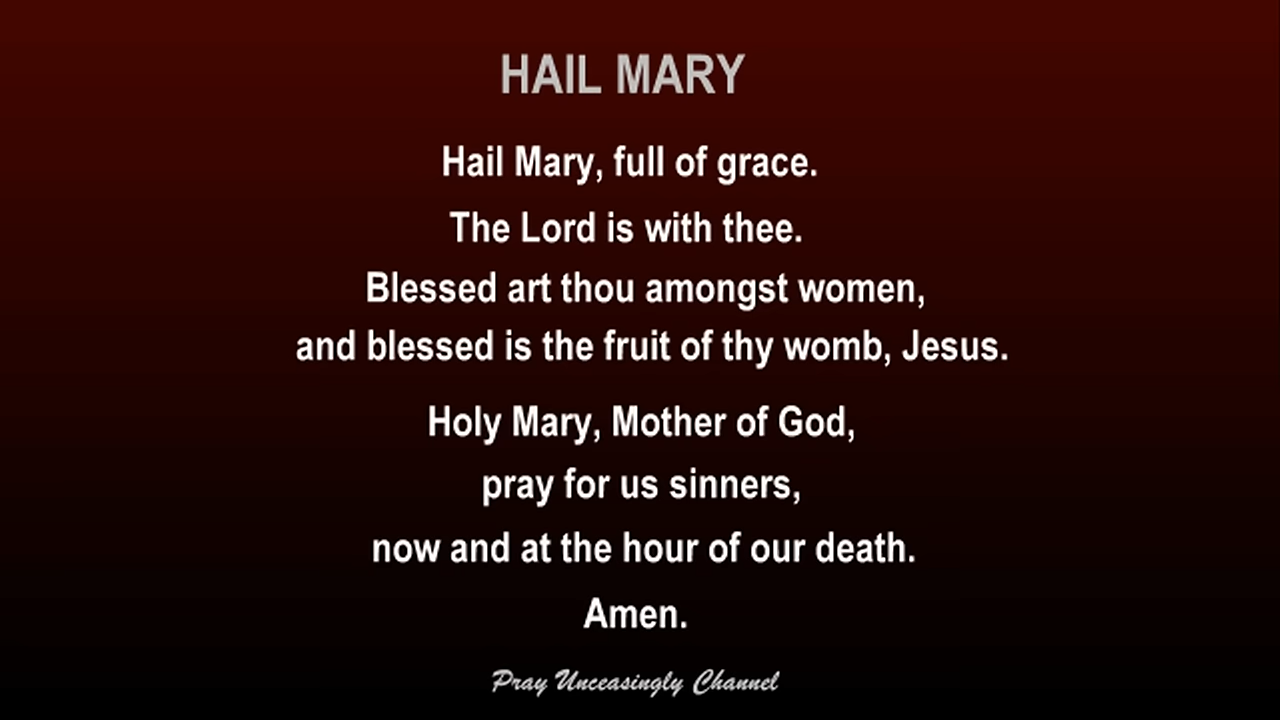 HAIL MARY
Hail Mary, full of grace.
The Lord is with thee.
Blessed art thou amongst women,
and blessed is the fruit of thy womb, Jesus.
Holy Mary, Mother of God,
pray for us sinners,
now and at the hour of our death.
Amen.
Pray Unceasingly Channel